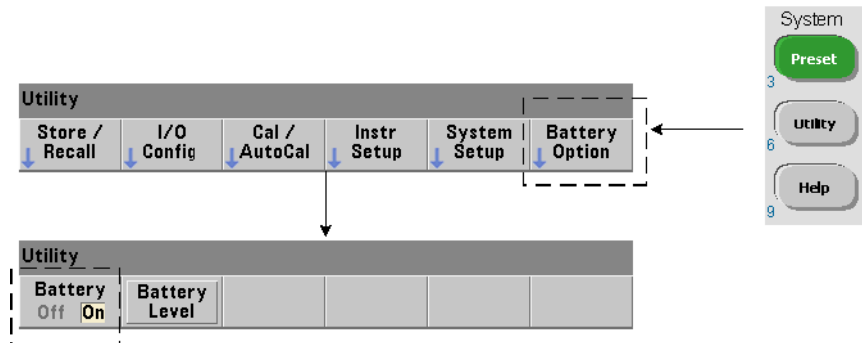 System
Preset
3
Utility
6
Help
9
Utility
Store / Recall
I/O Config
Cal / AutoCal
Instr Setup
System Setup
Battery Option
Utility
Battery
Off On
Battery Level